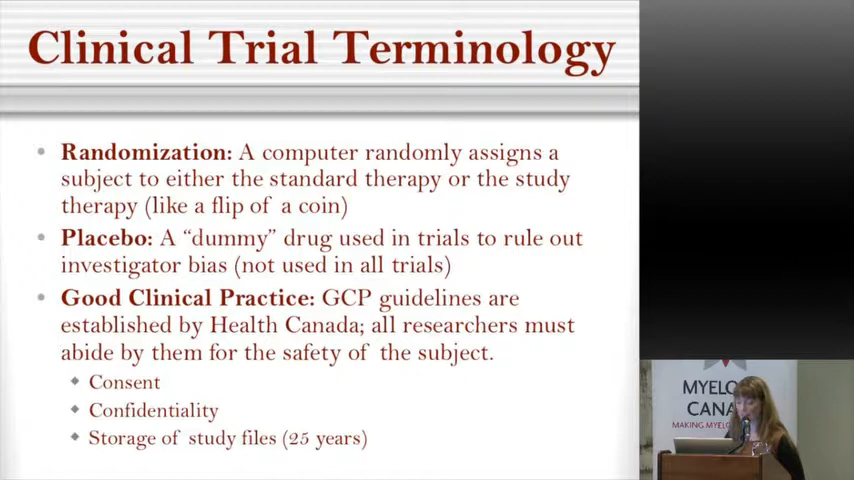 Clinical Trial Terminology
Randomization: A computer randomly assigns a
subject to either the standard therapy or the study
therapy (like a flip of a coin)
Placebo: A “dummy” drug used in trials to rule out
investigator bias (not used in all trials)
Good Clinical Practice: GCP guidelines are
established by Health Canada; all researchers must
abide by them for the safety of the subject.
Consent
Confidentiality
Storage of study files (25 years)
MAKING